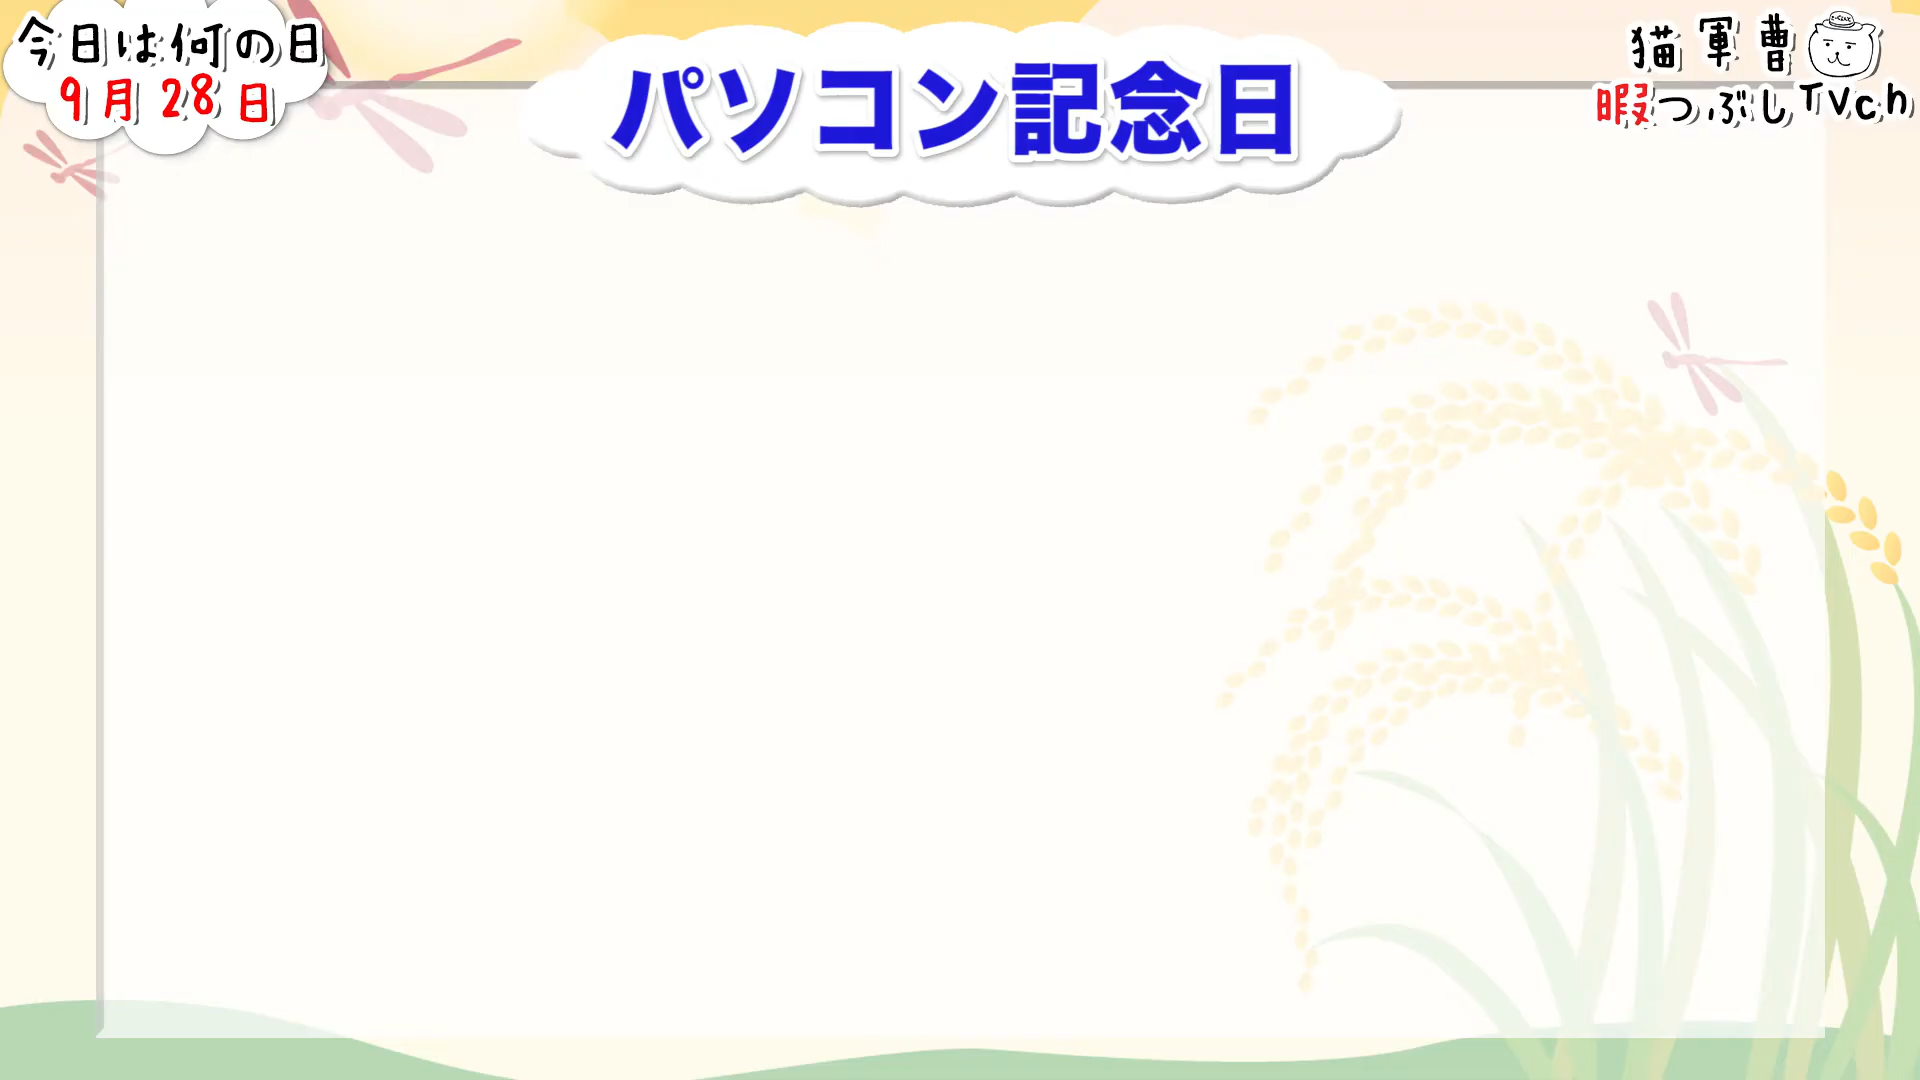 今日は何の日
9月28日
パソコン記念日
猫軍曹
暇つぶしTVch